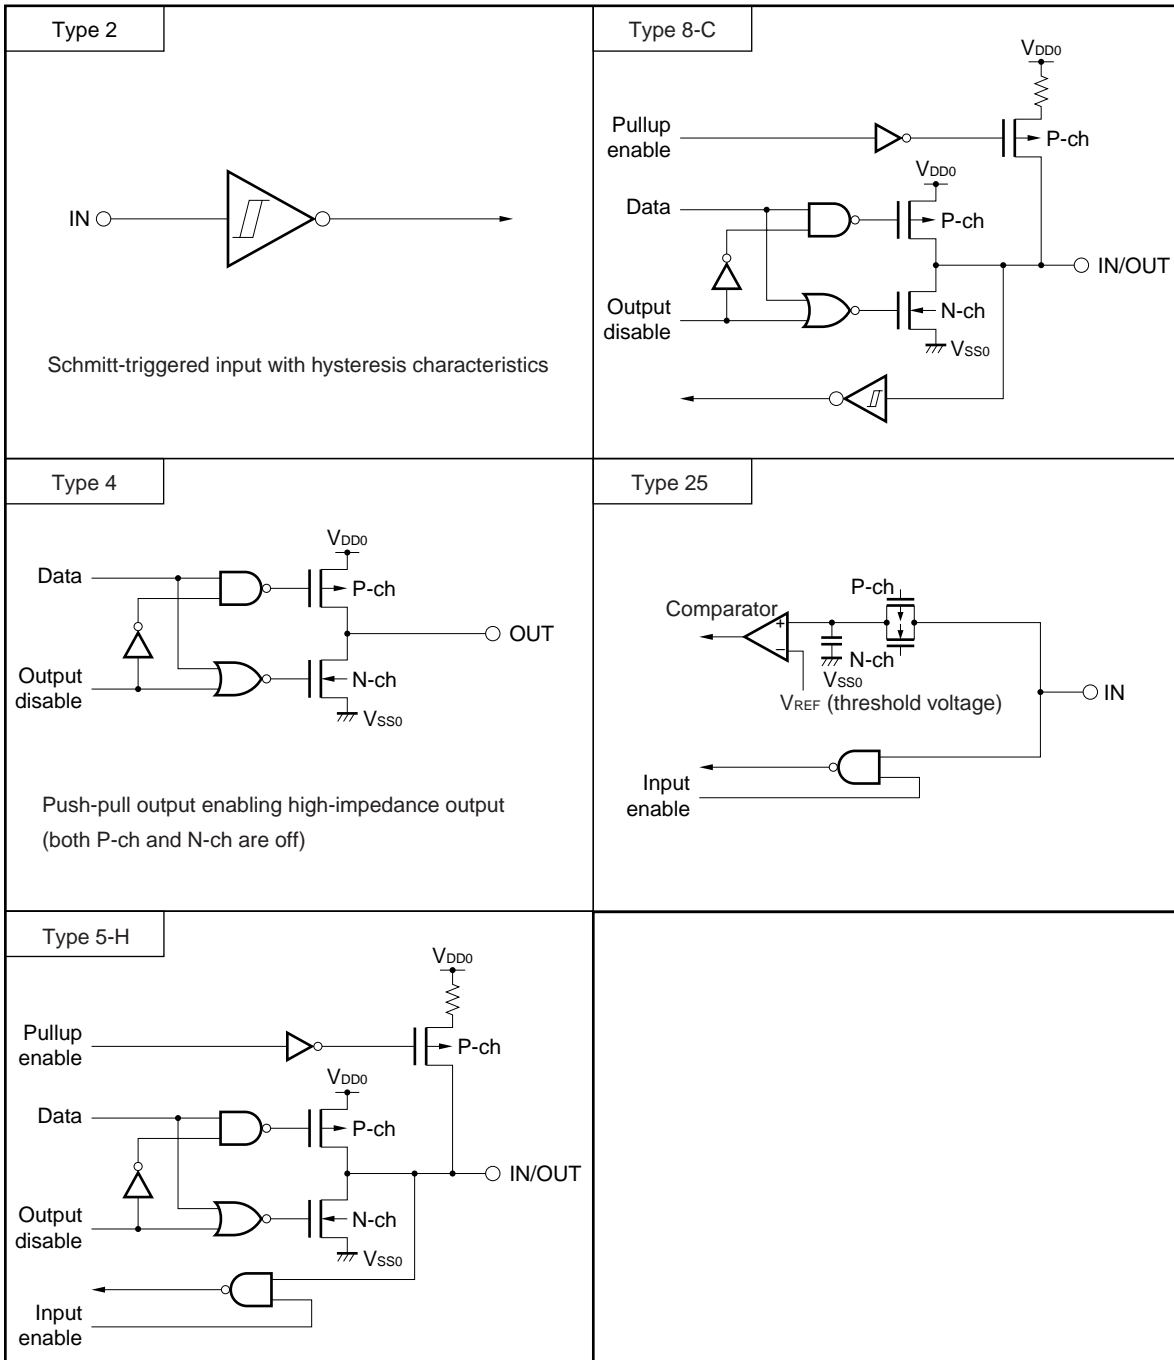 Type 2
IN
Schmitt-triggered input with hysteresis characteristics
Type 8-C
VDD0
Pullup
enable
P-ch
VDD0
Data
P-ch
IN/OUT
Output
disable
N-ch
VSS0
Type 4
VDD0
Data
P-ch
OUT
Output
disable
N-ch
VSS0
Push-pull output enabling high-impedance output
(both P-ch and N-ch are off)
Type 25
P-ch
Comparator
+
−
N-ch
VSS0
VREF (threshold voltage)
IN
Input
enable
Type 5-H
VDD0
Pullup
enable
P-ch
VDD0
Data
P-ch
IN/OUT
Output
disable
N-ch
VSS0
Input
enable